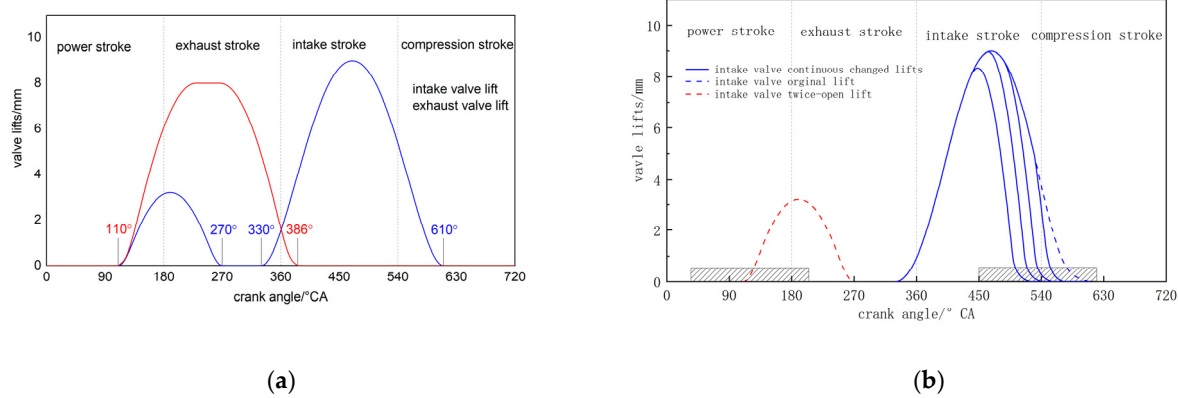 10
8
6
4
2
0
valve lifts/mm
power stroke
exhaust stroke
intake stroke
compression stroke
intake valve lift
exhaust valve lift
110°
270°
330°
386°
610°
0 90 180 270 360 450 540 630 720
crank angle/°CA
(a)
10
8
6
4
2
0
vavle lifts/mm
power stroke
exhaust stroke
intake stroke
compression stroke
intake valve continuous changed lifts
intake valve orginal lift
intake valve twice-open lift
0 90 180 270 360 450 540 630 720
crank angle/° CA
(b)